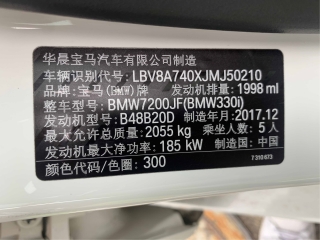 华晨宝马汽车有限公司制造
车辆识别代号: LBV8A740XJMJ50210
品牌: 宝马(BMW)牌 发动机排量: 1998 ml
整车型号: BMW7200JF(BMW330i)
发动机型号: B48B20D 制造年月: 2017.12
最大允许总质量: 2055 kg 乘坐人数: 5 人
发动机最大净功率: 185 kW 制造国: 中国
颜色代码/色圈: 300
7 310 673